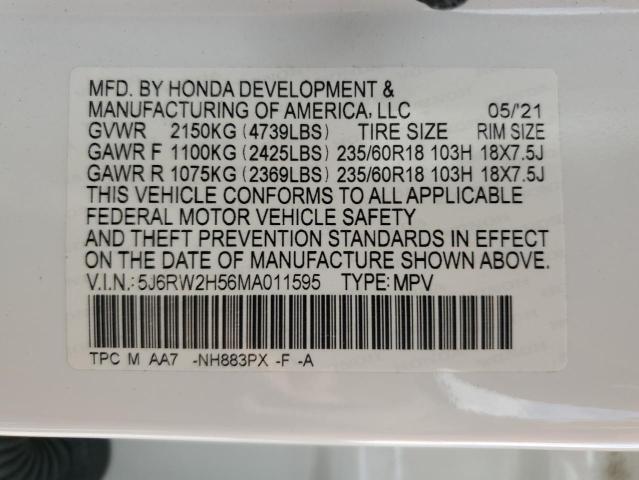 MFD. BY HONDA DEVELOPMENT &
MANUFACTURING OF AMERICA, LLC 05/'21
GVWR 2150KG (4739LBS) TIRE SIZE RIM SIZE
GAWR F 1100KG (2425LBS) 235/60R18 103H 18X7.5J
GAWR R 1075KG (2369LBS) 235/60R18 103H 18X7.5J
THIS VEHICLE CONFORMS TO ALL APPLICABLE
FEDERAL MOTOR VEHICLE SAFETY
AND THEFT PREVENTION STANDARDS IN EFFECT
ON THE DATE OF MANUFACTURE SHOWN ABOVE.
V.I.N.:5J6RW2H56MA011595 TYPE:MPV
TPC M AA7 -NH883PX -F -A